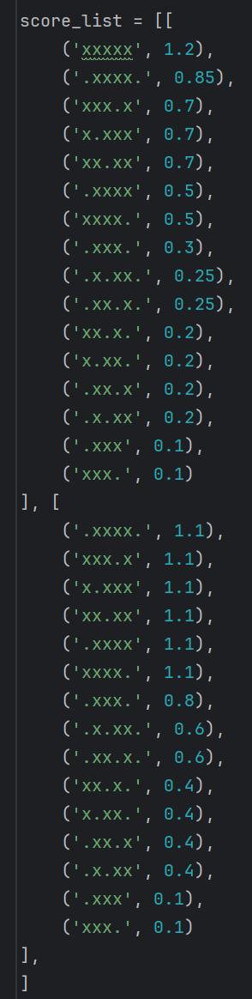 score_list = [[
    ('xxxxx', 1.2),
    ('.xxxx.', 0.85),
    ('xxx.x', 0.7),
    ('x.xxx', 0.7),
    ('xx.xx', 0.7),
    ('.xxxx', 0.5),
    ('xxxx.', 0.5),
    ('.xxx.', 0.3),
    ('.x.xx.', 0.25),
    ('.xx.x.', 0.25),
    ('xx.x.', 0.2),
    ('x.xx.', 0.2),
    ('.xx.x', 0.2),
    ('.x.xx', 0.2),
    ('.xxx', 0.1),
    ('xxx.', 0.1)
], [
    ('.xxxx.', 1.1),
    ('xxx.x', 1.1),
    ('x.xxx', 1.1),
    ('xx.xx', 1.1),
    ('.xxxx', 1.1),
    ('xxxx.', 1.1),
    ('.xxx.', 0.8),
    ('.x.xx.', 0.6),
    ('.xx.x.', 0.6),
    ('xx.x.', 0.4),
    ('x.xx.', 0.4),
    ('.xx.x', 0.4),
    ('.x.xx', 0.4),
    ('.xxx', 0.1),
    ('xxx.', 0.1)
],
]